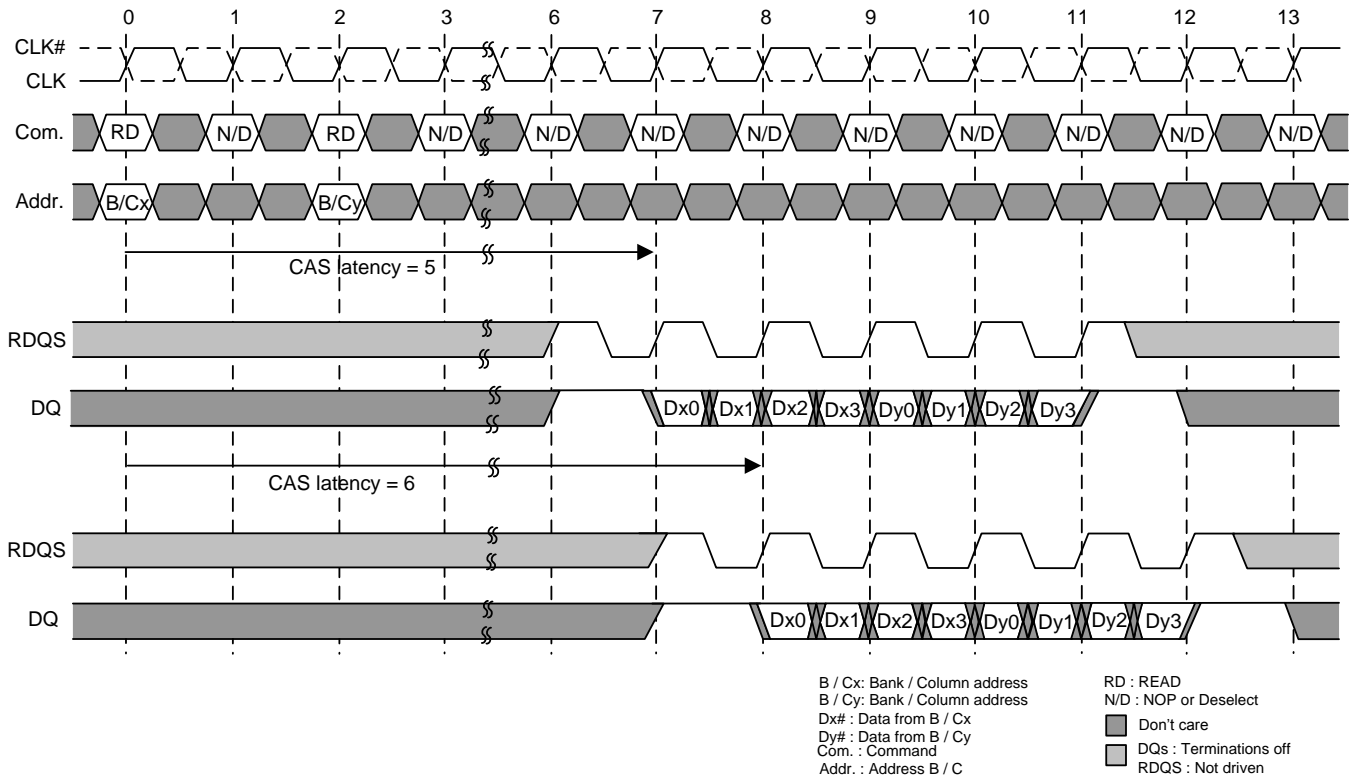 0 1 2 3 6 7 8 9 10 11 12 13
CLK#
CLK
Com. RD N/D RD N/D N/D N/D N/D N/D N/D N/D N/D N/D
Addr. B/Cx B/Cy
CAS latency = 5
RDQS
DQ Dx0 Dx1 Dx2 Dx3 Dy0 Dy1 Dy2 Dy3
CAS latency = 6
RDQS
DQ Dx0 Dx1 Dx2 Dx3 Dy0 Dy1 Dy2 Dy3
B / Cx: Bank / Column address
B / Cy: Bank / Column address
Dx# : Data from B / Cx
Dy# : Data from B / Cy
Com. : Command
Addr. : Address B / C
RD : READ
N/D : NOP or Deselect
Don't care
DQs : Terminations off
RDQS : Not driven